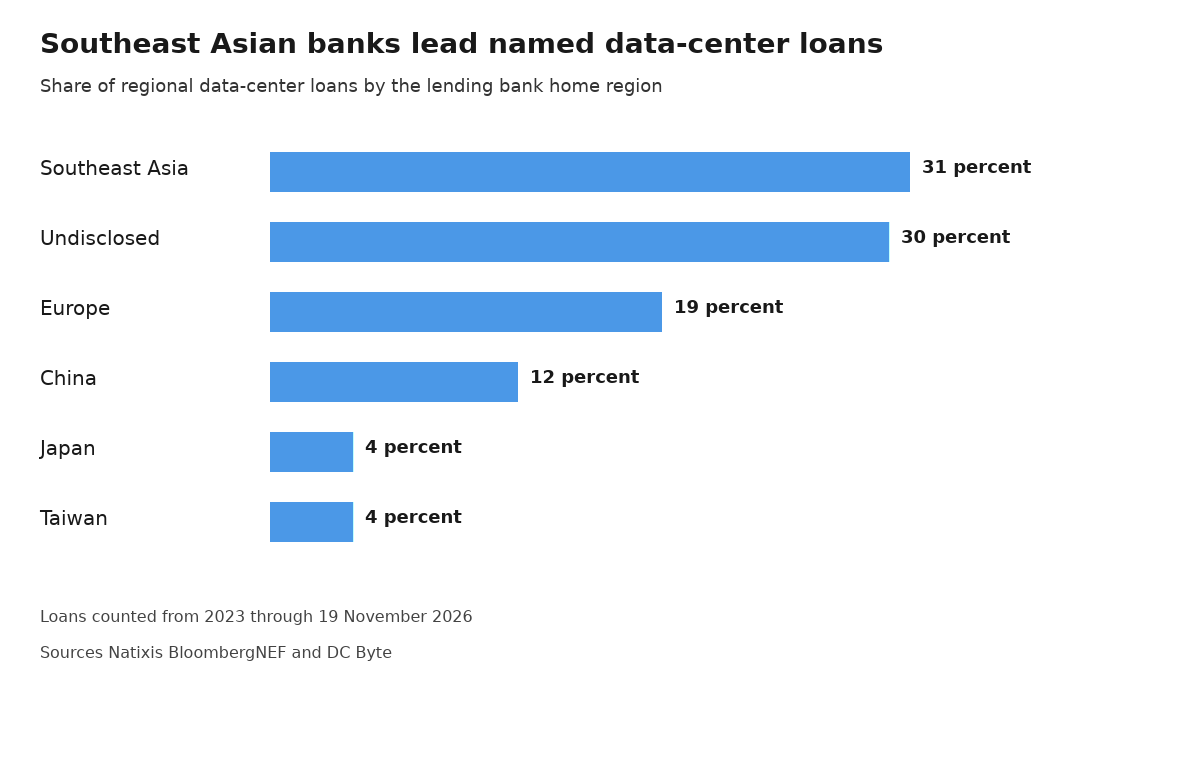 Southeast Asian banks lead named data-center loans
Share of regional data-center loans by the lending bank home region
Southeast Asia 31 percent
Undisclosed 30 percent
Europe 19 percent
China 12 percent
Japan 4 percent
Taiwan 4 percent
Loans counted from 2023 through 19 November 2026
Sources Natixis BloombergNEF and DC Byte